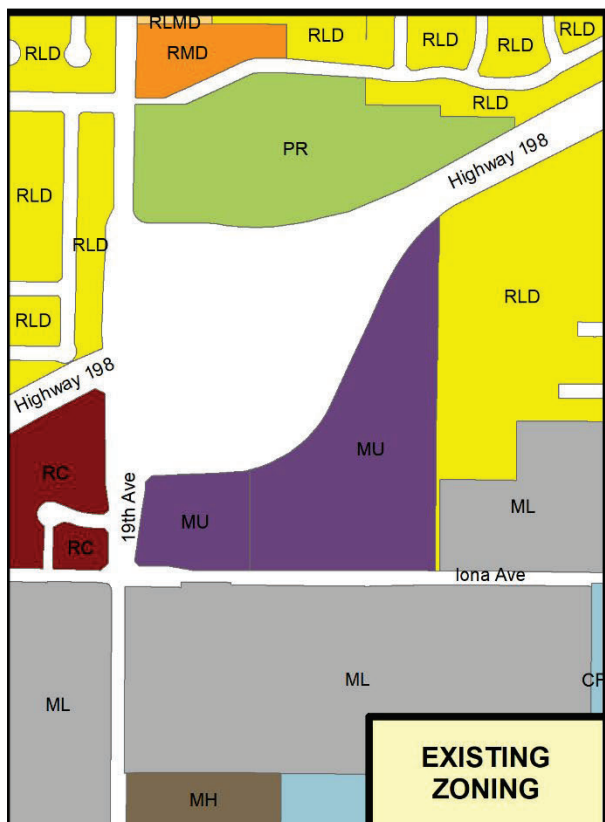 RLMD
RLD
RMD
RLD
RLD
RLD
RLD
RLD
PR
Highway 198
RLD
RLD
RLD
RLD
Highway 198
RC
MU
ML
19th Ave
MU
RC
Iona Ave
ML
ML
MH
EXISTING
ZONING